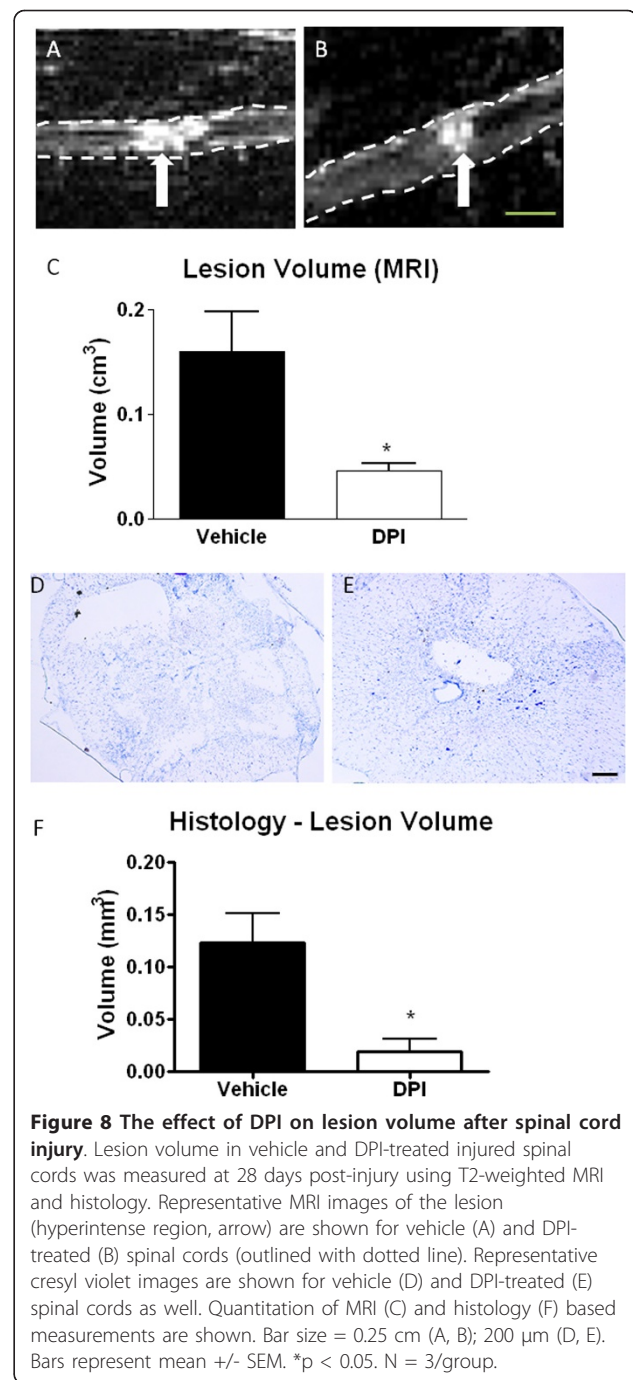 A
B
C
Lesion Volume (MRI)
0.2
0.1
0.0
Volume (cm³)
*
Vehicle
DPI
D
E
F
Histology - Lesion Volume
0.20
0.15
0.10
0.05
0.00
Volume (mm³)
*
Vehicle
DPI
Figure 8 The effect of DPI on lesion volume after spinal cord
injury. Lesion volume in vehicle and DPI-treated injured spinal
cords was measured at 28 days post-injury using T2-weighted MRI
and histology. Representative MRI images of the lesion
(hyperintense region, arrow) are shown for vehicle (A) and DPI-
treated (B) spinal cords (outlined with dotted line). Representative
cresyl violet images are shown for vehicle (D) and DPI-treated (E)
spinal cords as well. Quantitation of MRI (C) and histology (F) based
measurements are shown. Bar size = 0.25 cm (A, B); 200 μm (D, E).
Bars represent mean +/- SEM. *p < 0.05. N = 3/group.